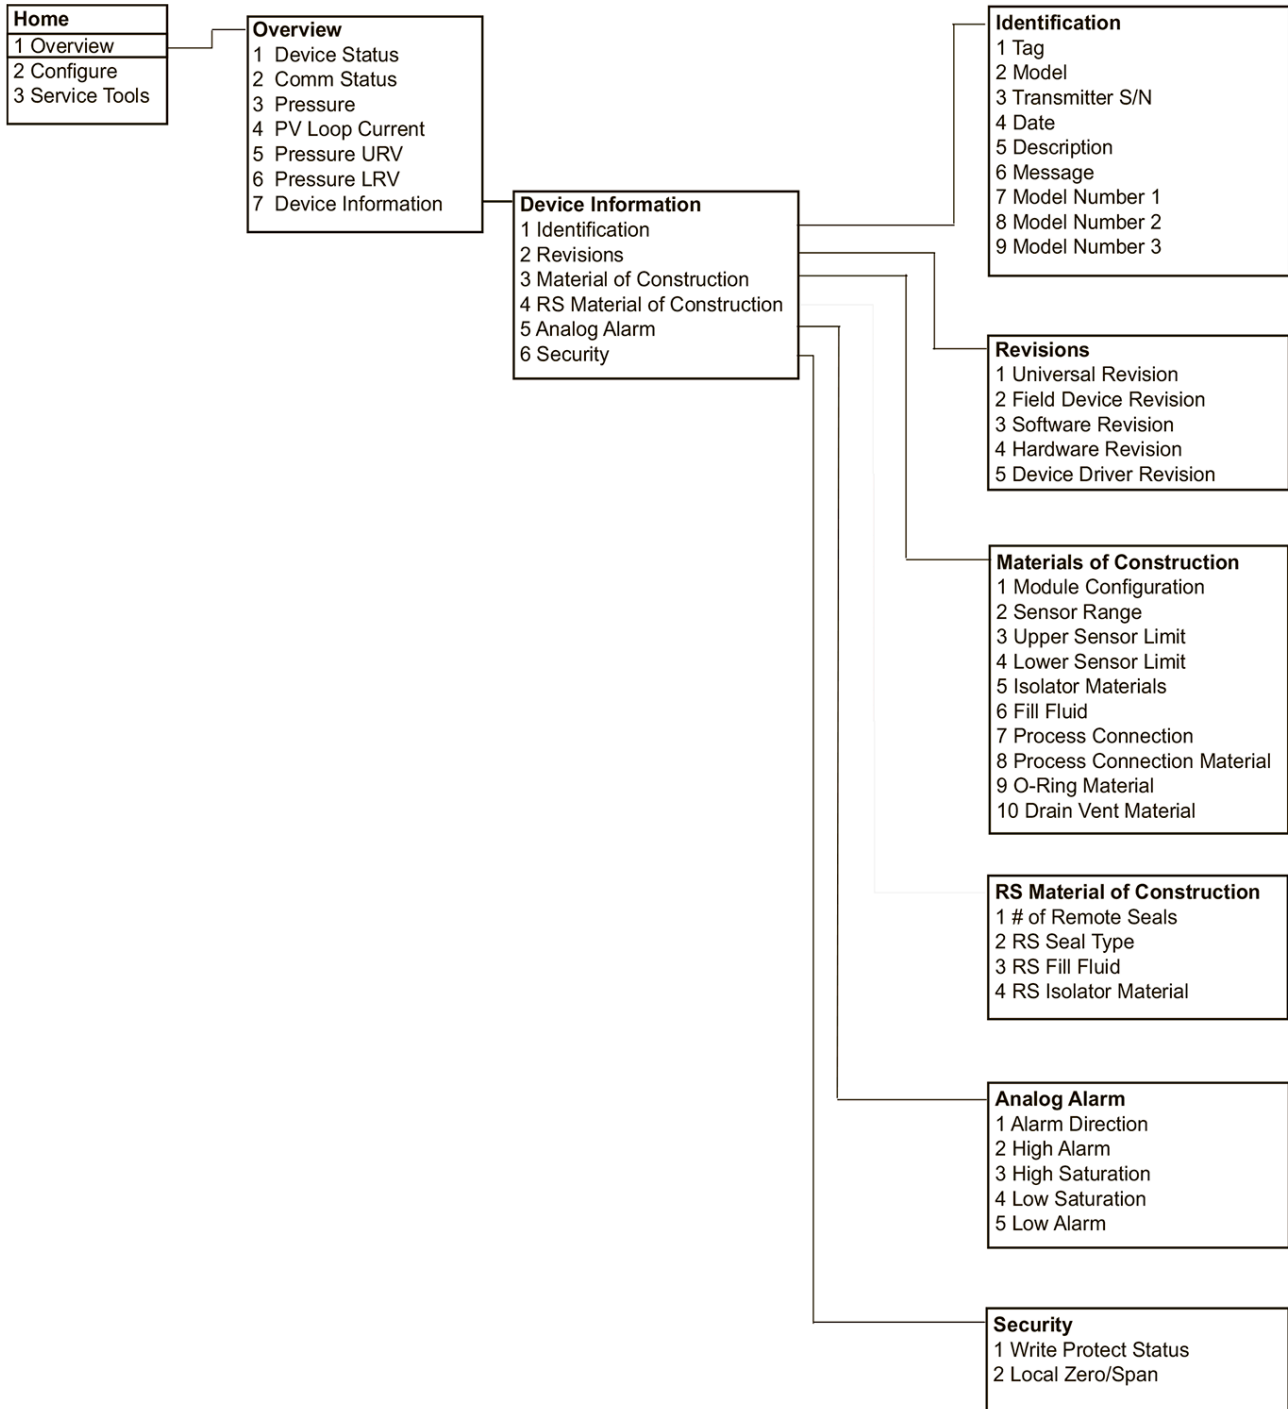 Home
1 Overview
2 Configure
3 Service Tools
Overview
1 Device Status
2 Comm Status
3 Pressure
4 PV Loop Current
5 Pressure URV
6 Pressure LRV
7 Device Information
Device Information
1 Identification
2 Revisions
3 Material of Construction
4 RS Material of Construction
5 Analog Alarm
6 Security
Identification
1 Tag
2 Model
3 Transmitter S/N
4 Date
5 Description
6 Message
7 Model Number 1
8 Model Number 2
9 Model Number 3
Revisions
1 Universal Revision
2 Field Device Revision
3 Software Revision
4 Hardware Revision
5 Device Driver Revision
Materials of Construction
1 Module Configuration
2 Sensor Range
3 Upper Sensor Limit
4 Lower Sensor Limit
5 Isolator Materials
6 Fill Fluid
7 Process Connection
8 Process Connection Material
9 O-Ring Material
10 Drain Vent Material
RS Material of Construction
1 # of Remote Seals
2 RS Seal Type
3 RS Fill Fluid
4 RS Isolator Material
Analog Alarm
1 Alarm Direction
2 High Alarm
3 High Saturation
4 Low Saturation
5 Low Alarm
Security
1 Write Protect Status
2 Local Zero/Span